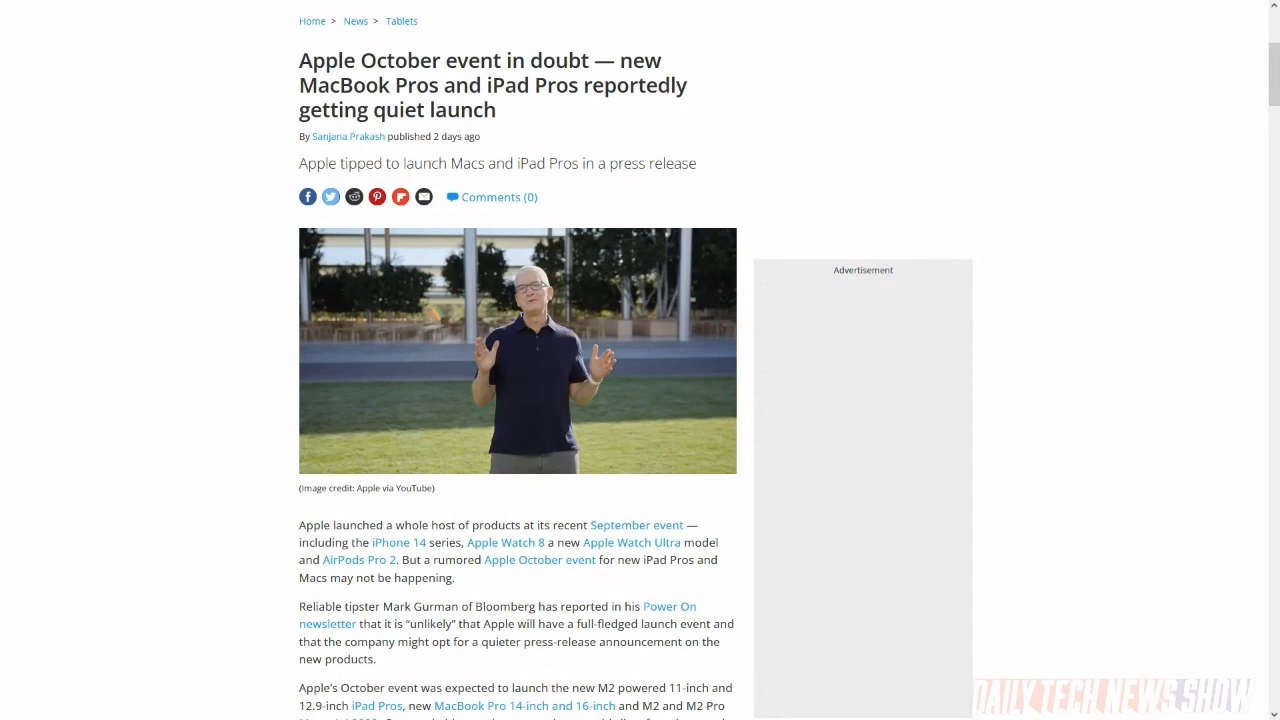 Home > News > Tablets
Apple October event in doubt — new
MacBook Pros and iPad Pros reportedly
getting quiet launch
By Sanjana Prakash published 2 days ago
Apple tipped to launch Macs and iPad Pros in a press release
Comments (0)
Advertisement
(Image credit: Apple via YouTube)
Apple launched a whole host of products at its recent September event —
including the iPhone 14 series, Apple Watch 8 a new Apple Watch Ultra model
and AirPods Pro 2. But a rumored Apple October event for new iPad Pros and
Macs may not be happening.
Reliable tipster Mark Gurman of Bloomberg has reported in his Power On
newsletter that it is “unlikely” that Apple will have a full-fledged launch event and
that the company might opt for a quieter press-release announcement on the
new products.
Apple’s October event was expected to launch the new M2 powered 11-inch and
12.9-inch iPad Pros, new MacBook Pro 14-inch and 16-inch and M2 and M2 Pro
DAILY TECH NEWS SHOW